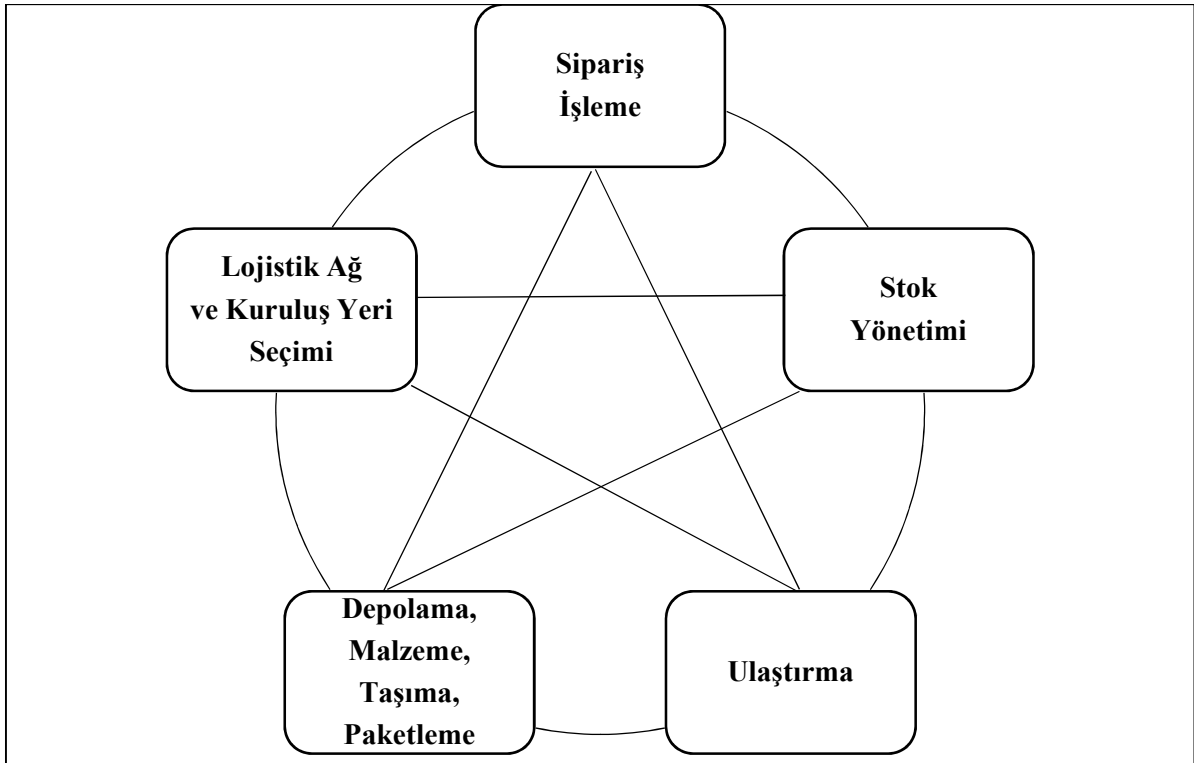 Sipariş
İşleme
Lojistik Ağ
ve Kuruluş Yeri
Seçimi
Stok
Yönetimi
Depolama,
Malzeme,
Taşıma,
Paketleme
Ulaştırma